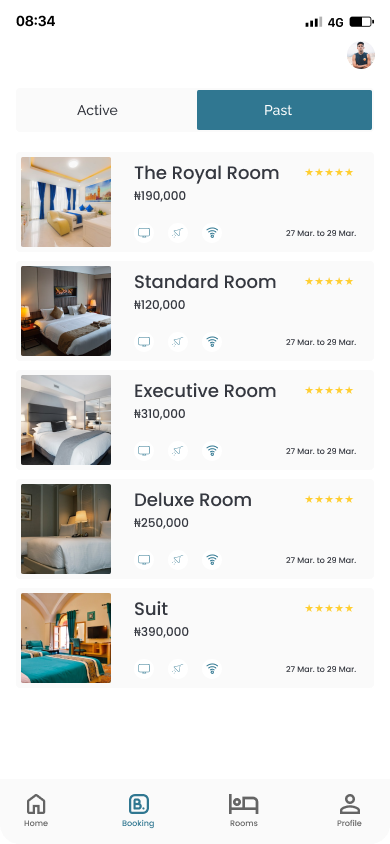 08:34
4G
Active
Past
The Royal Room
₦190,000
27 Mar. to 29 Mar.
Standard Room
₦120,000
27 Mar. to 29 Mar.
Executive Room
₦310,000
27 Mar. to 29 Mar.
Deluxe Room
₦250,000
27 Mar. to 29 Mar.
Suit
₦390,000
27 Mar. to 29 Mar.
B.
Home
Booking
Rooms
Profile